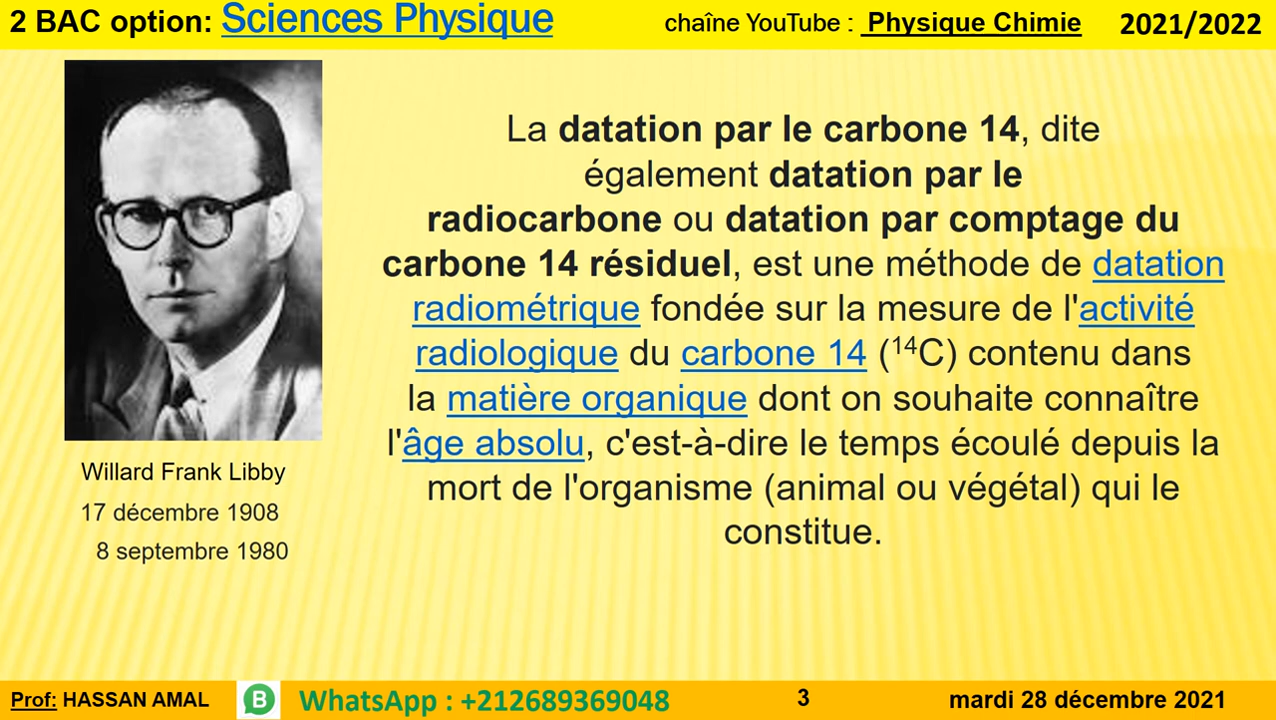 2 BAC option: Sciences Physique chaîne YouTube : Physique Chimie 2021/2022
La datation par le carbone 14, dite
également datation par le
radiocarbone ou datation par comptage du
carbone 14 résiduel, est une méthode de datation
radiométrique fondée sur la mesure de l'activité
radiologique du carbone 14 (¹⁴C) contenu dans
la matière organique dont on souhaite connaître
l'âge absolu, c'est-à-dire le temps écoulé depuis la
mort de l'organisme (animal ou végétal) qui le
constitue.
Willard Frank Libby
17 décembre 1908
8 septembre 1980
Prof: HASSAN AMAL B WhatsApp : +212689369048 3 mardi 28 décembre 2021